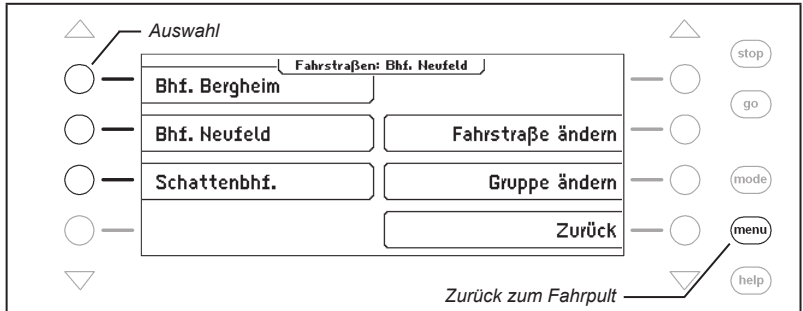 Auswahl
Fahrstraßen: Bhf. Neufeld
Bhf. Bergheim
Bhf. Neufeld
Fahrstraße ändern
Schattenbhf.
Gruppe ändern
Zurück
stop
go
mode
menu
help
Zurück zum Fahrpult